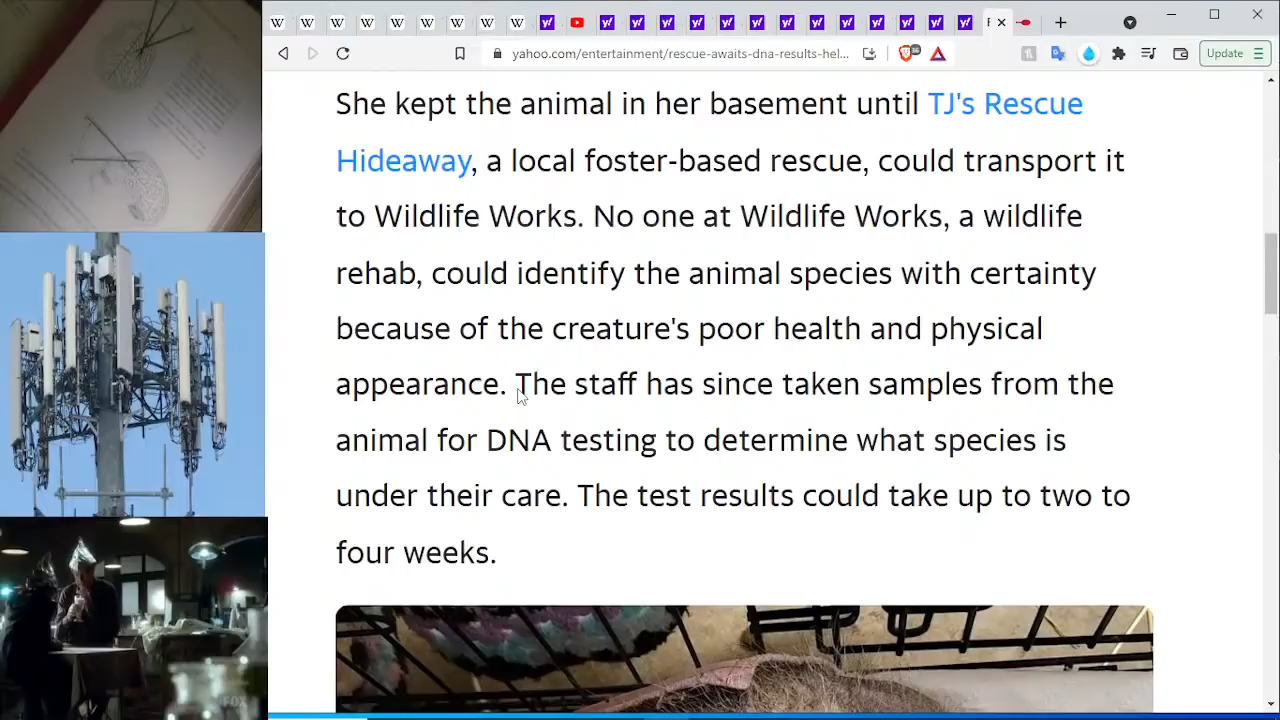 yahoo.com/entertainment/rescue-awaits-dna-results-hel...
Update
She kept the animal in her basement until TJ's Rescue
Hideaway, a local foster-based rescue, could transport it
to Wildlife Works. No one at Wildlife Works, a wildlife
rehab, could identify the animal species with certainty
because of the creature's poor health and physical
appearance. The staff has since taken samples from the
animal for DNA testing to determine what species is
under their care. The test results could take up to two to
four weeks.
FOX